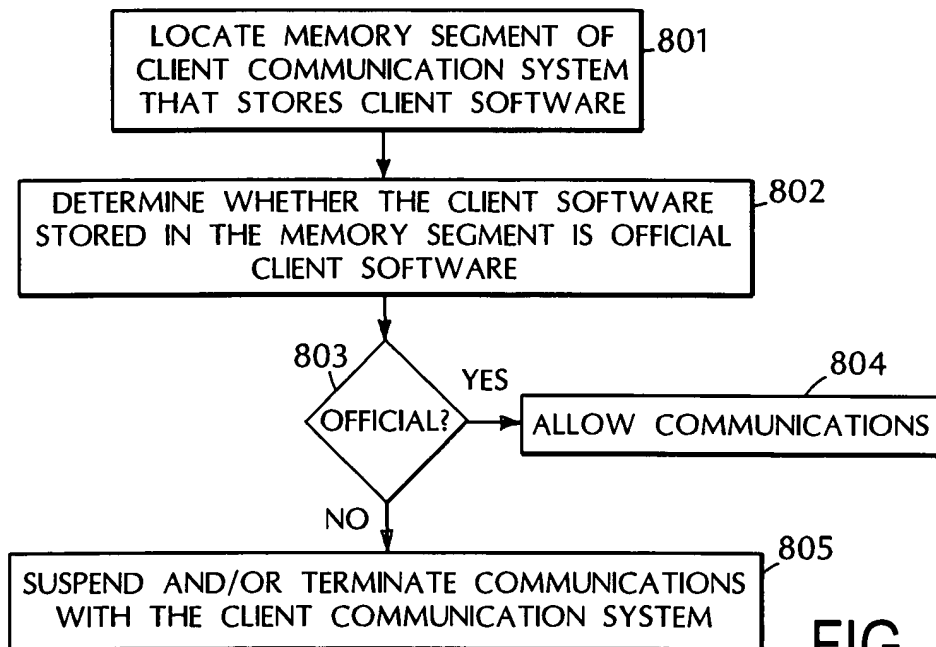 LOCATE MEMORY SEGMENT OF
CLIENT COMMUNICATION SYSTEM
THAT STORES CLIENT SOFTWARE
801
DETERMINE WHETHER THE CLIENT SOFTWARE
STORED IN THE MEMORY SEGMENT IS OFFICIAL
CLIENT SOFTWARE
802
803
OFFICIAL?
YES
804
ALLOW COMMUNICATIONS
NO
805
SUSPEND AND/OR TERMINATE COMMUNICATIONS
WITH THE CLIENT COMMUNICATION SYSTEM
FIG